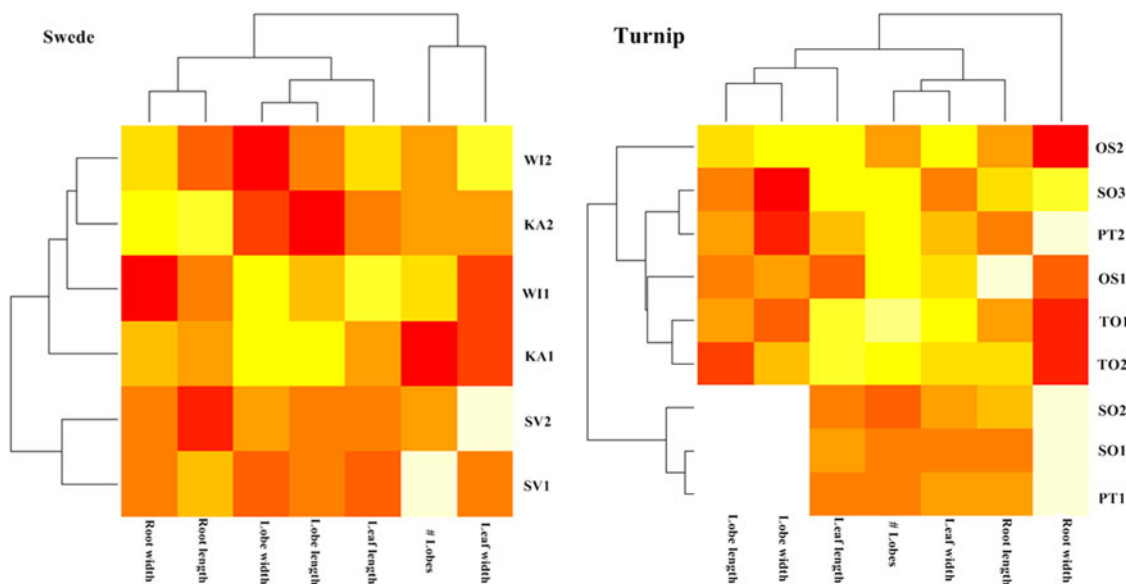 Swede
WI2
KA2
WI1
KA1
SV2
SV1
Root width
Root length
Lobe width
Lobe length
Leaf length
# Lobes
Leaf width
Turnip
OS2
SO3
PT2
OS1
TO1
TO2
SO2
SO1
PT1
Lobe length
Lobe width
Leaf length
# Lobes
Leaf width
Root length
Root width